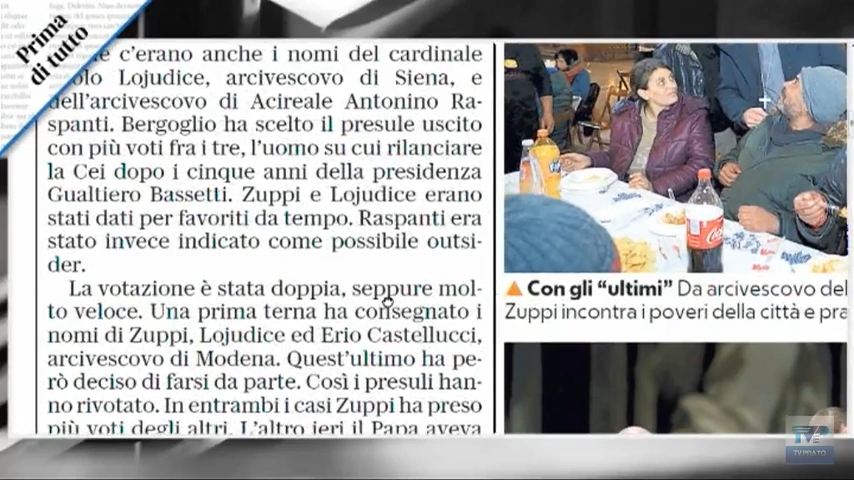 Prima
di tutto
c'erano anche i nomi del cardinale
Lojudice, arcivescovo di Siena, e
dell'arcivescovo di Acireale Antonino Ra-
spanti. Bergoglio ha scelto il presule uscito
con più voti fra i tre, l'uomo su cui rilanciare
la Cei dopo i cinque anni della presidenza
Gualtiero Bassetti. Zuppi e Lojudice erano
stati dati per favoriti da tempo. Raspanti era
stato invece indicato come possibile outsi-
der.
La votazione è stata doppia, seppure mol-
to veloce. Una prima terna ha consegnato i
nomi di Zuppi, Lojudice ed Erio Castellucci,
arcivescovo di Modena. Quest'ultimo ha pe-
rò deciso di farsi da parte. Così i presuli han-
no rivotato. In entrambi i casi Zuppi ha preso
più voti degli altri. L'altro ieri il Papa aveva
Con gli “ultimi” Da arcivescovo del
Zuppi incontra i poveri della città e pra
TVP
TV PRATO